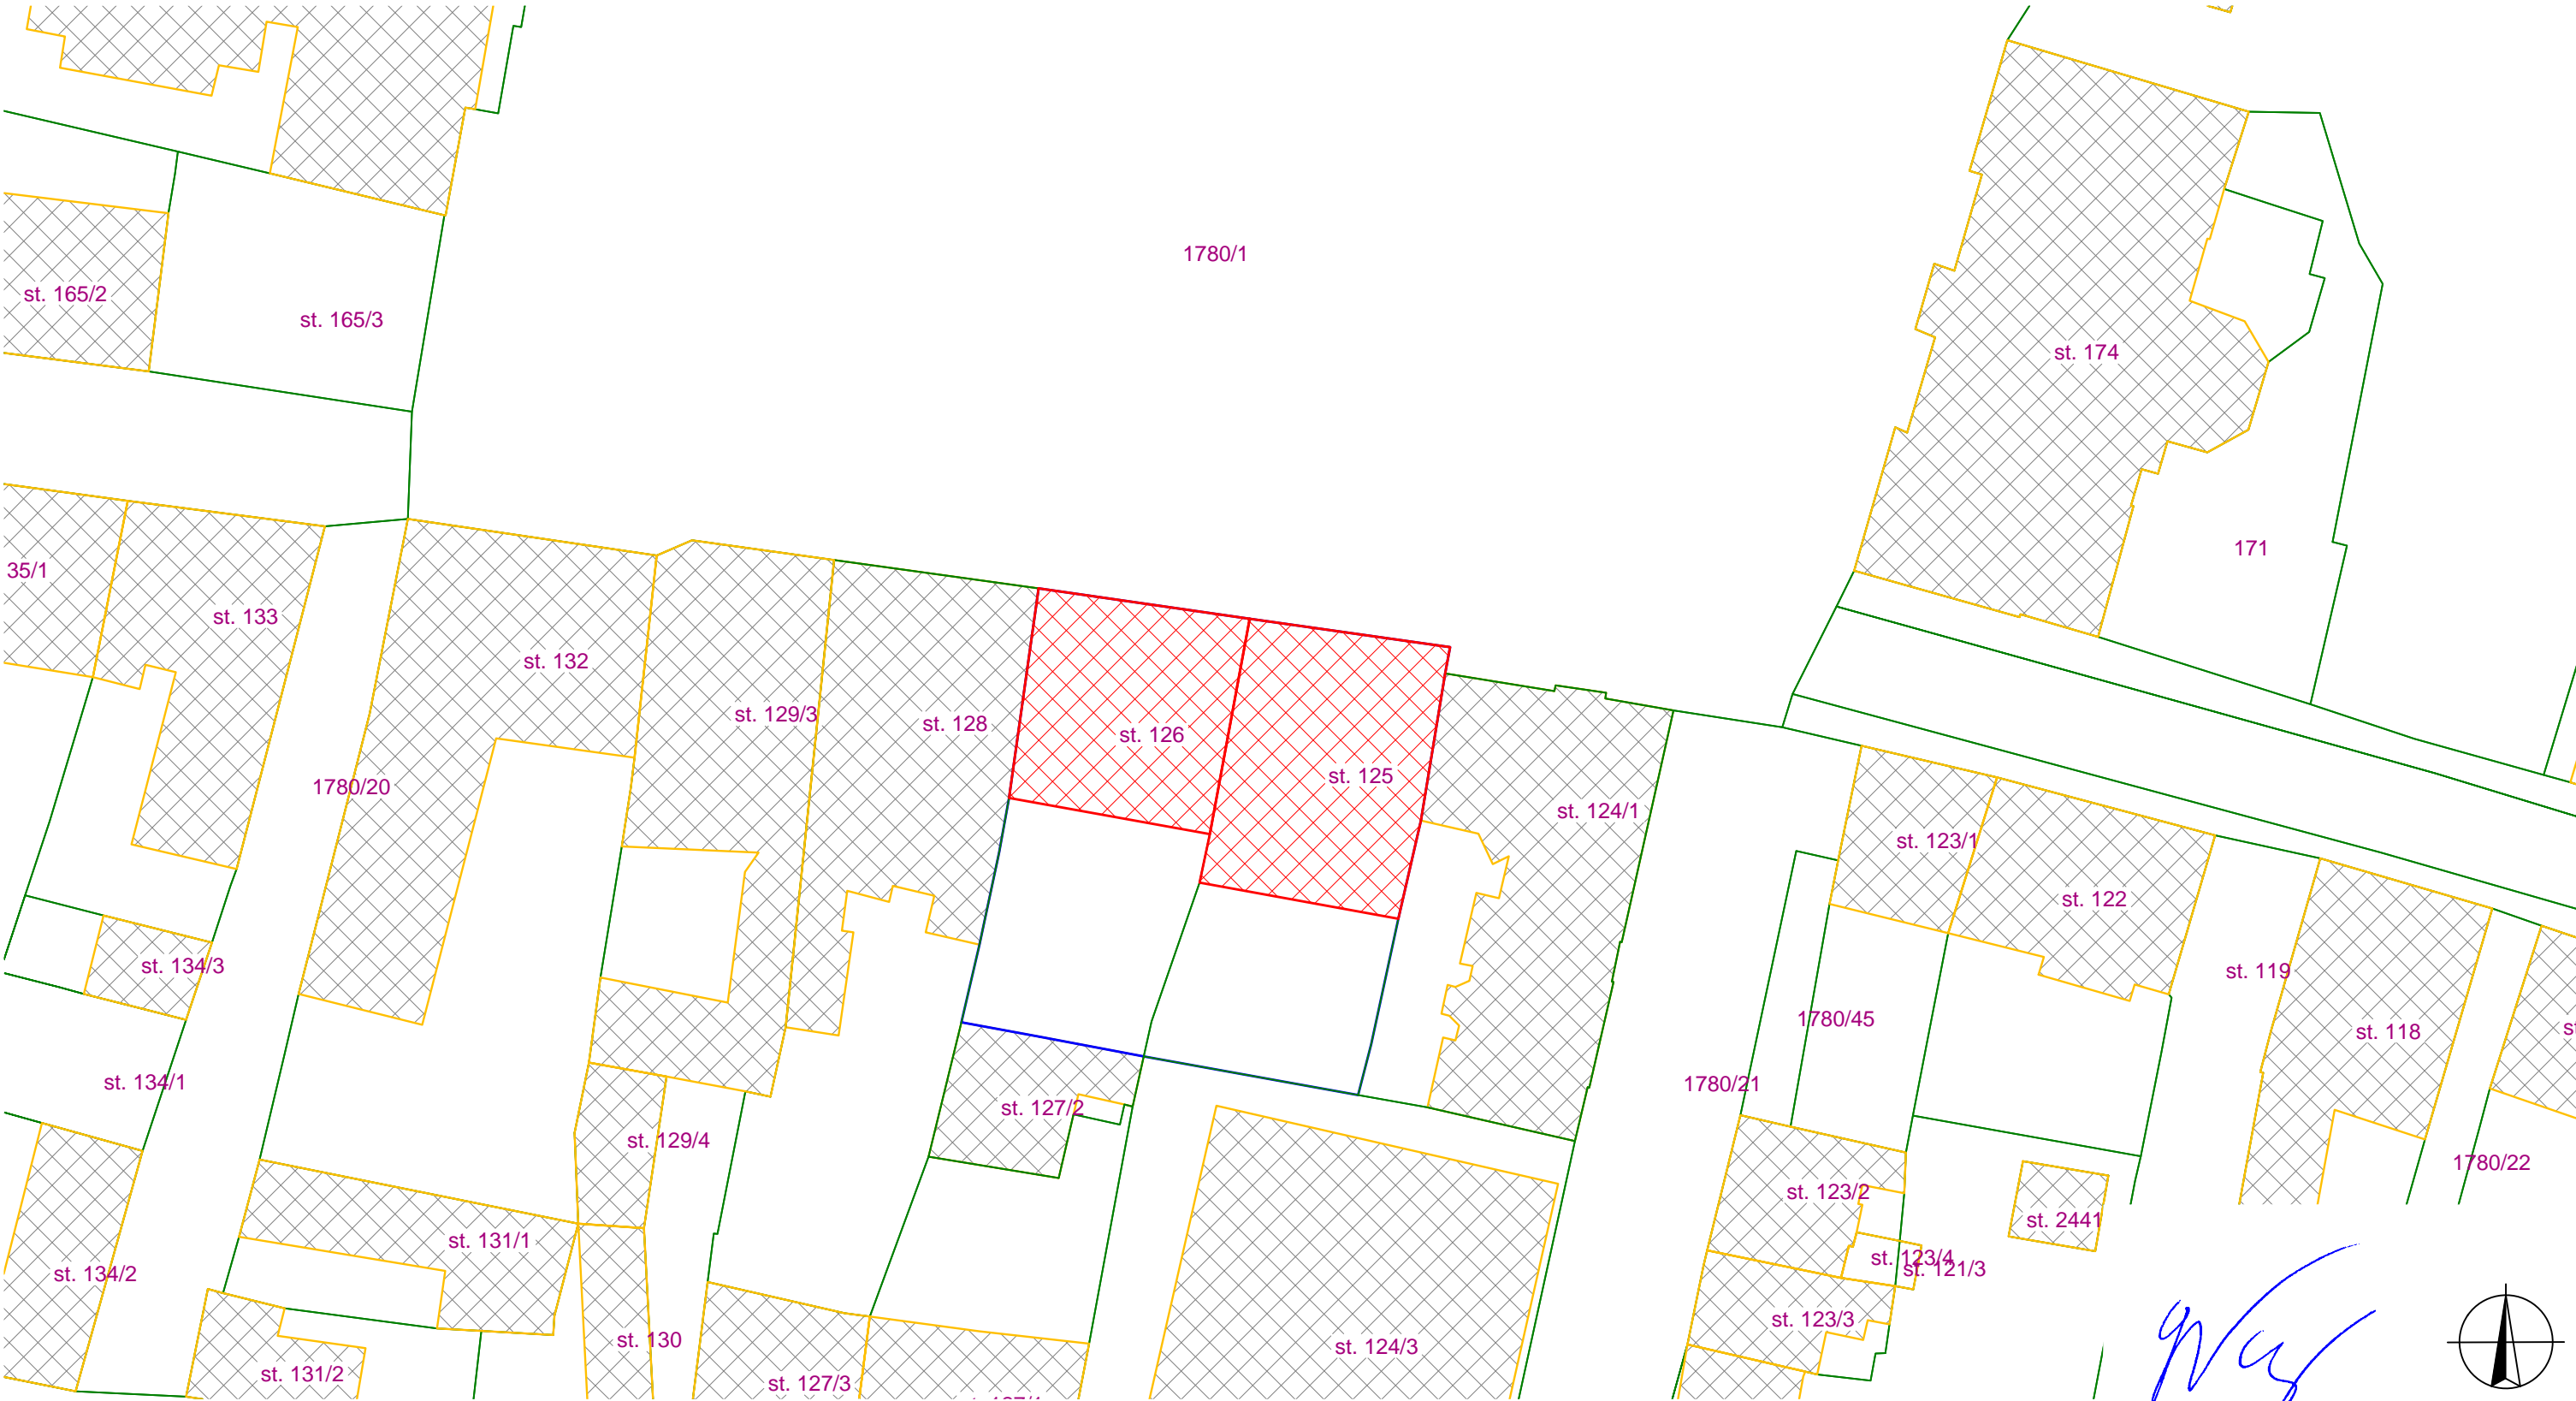 1780/1
st. 165/2
st. 165/3
st. 174
171
35/1
st. 133
st. 132
st. 129/3
st. 128
st. 126
st. 125
1780/20
st. 124/1
st. 123/1
st. 122
st. 134/3
st. 119
1780/45
st. 118
st. 134/1
1780/21
st. 127/2
st. 129/4
1780/22
st. 123/2
st. 2441
st. 131/1
st. 123/4
st. 121/3
st. 134/2
st. 123/3
st. 130
st. 124/3
st. 131/2
st. 127/3